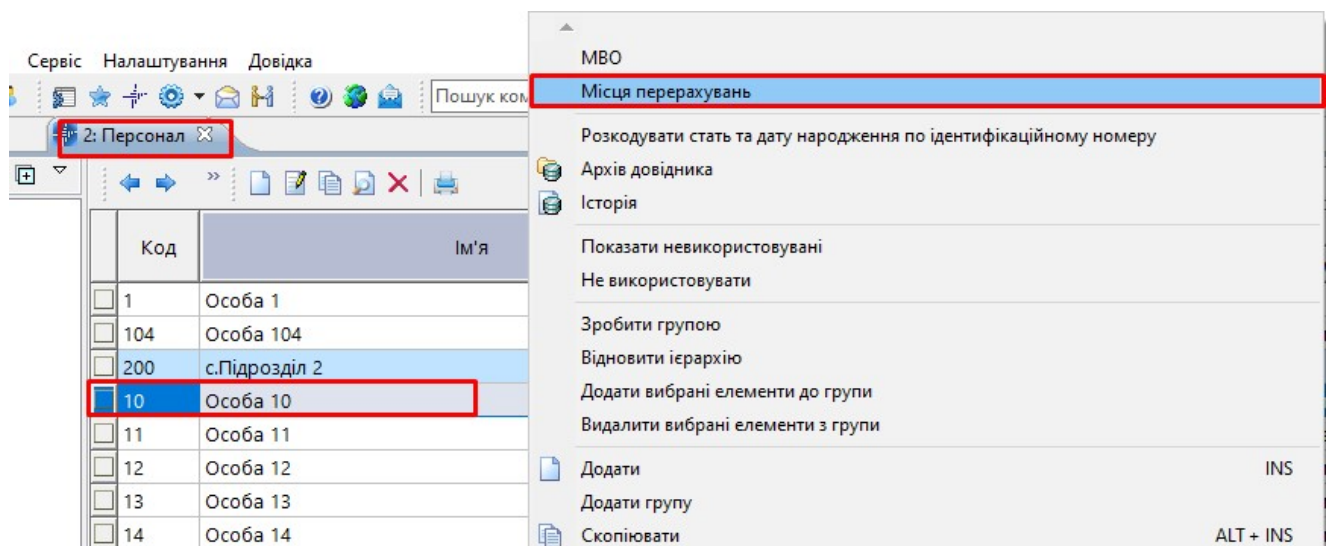 Сервіс Налаштування Довідка
Пошук ком
2: Персонал
Код Ім'я
1 Особа 1
104 Особа 104
200 с.Підрозділ 2
10 Особа 10
11 Особа 11
12 Особа 12
13 Особа 13
14 Особа 14
МВО
Місця перерахувань
Розкодувати стать та дату народження по ідентифікаційному номеру
Архів довідника
Історія
Показати невикористовувані
Не використовувати
Зробити групою
Відновити ієрархію
Додати вибрані елементи до групи
Видалити вибрані елементи з групи
Додати INS
Додати групу
Скопіювати ALT + INS